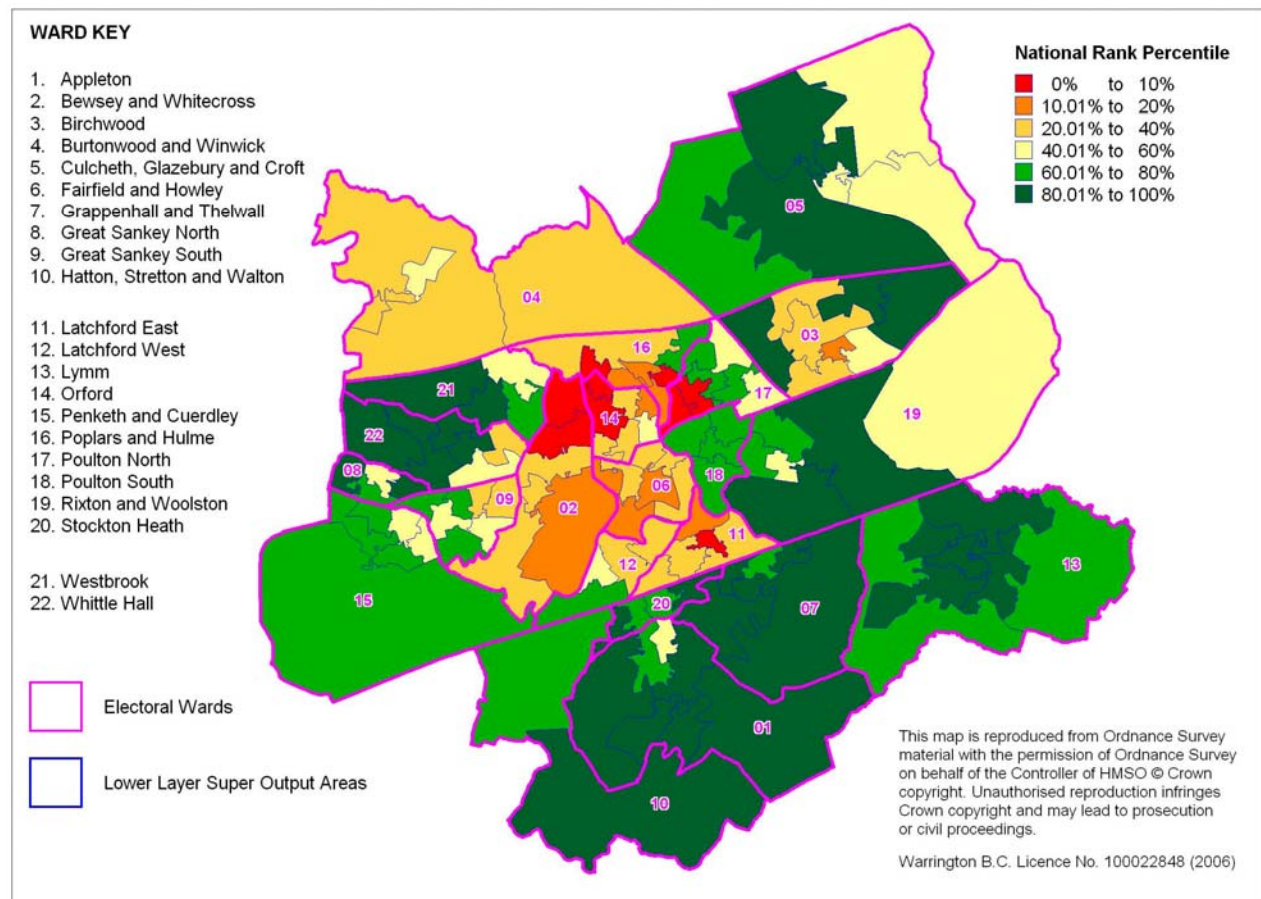 WARD KEY
1. Appleton
2. Bewsey and Whitecross
3. Birchwood
4. Burtonwood and Winwick
5. Culcheth, Glazebury and Croft
6. Fairfield and Howley
7. Grappenhall and Thelwall
8. Great Sankey North
9. Great Sankey South
10. Hatton, Stretton and Walton
11. Latchford East
12. Latchford West
13. Lymm
14. Orford
15. Penketh and Cuerdley
16. Poplars and Hulme
17. Poulton North
18. Poulton South
19. Rixton and Woolston
20. Stockton Heath
21. Westbrook
22. Whittle Hall
Electoral Wards
Lower Layer Super Output Areas
National Rank Percentile
0% to 10%
10.01% to 20%
20.01% to 40%
40.01% to 60%
60.01% to 80%
80.01% to 100%
05
04
03
16
21
17
14
19
22
08
18
06
09
02
11
12
13
15
20
07
01
10
This map is reproduced from Ordnance Survey
material with the permission of Ordnance Survey
on behalf of the Controller of HMSO © Crown
copyright. Unauthorised reproduction infringes
Crown copyright and may lead to prosecution
or civil proceedings.
Warrington B.C. Licence No. 100022848 (2006)